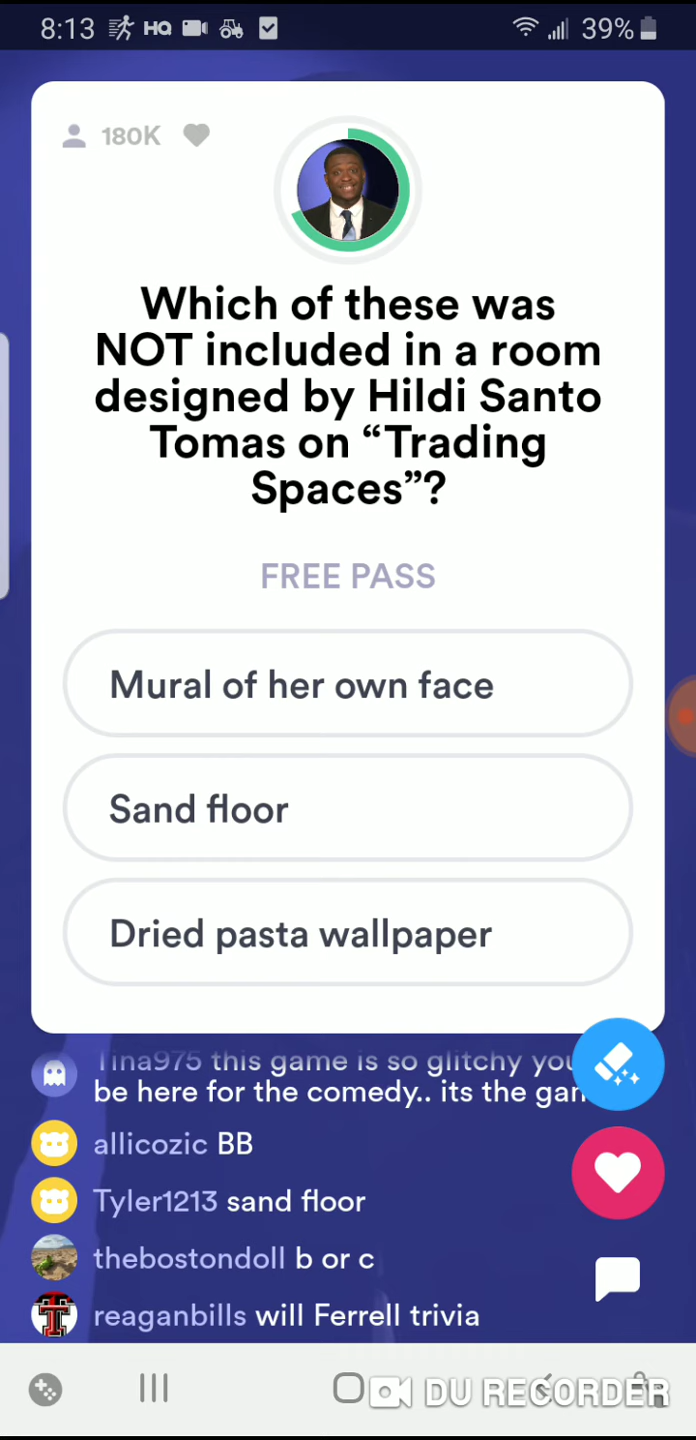 8:13 HQ 39%
180K
Which of these was
NOT included in a room
designed by Hildi Santo
Tomas on “Trading
Spaces”?
FREE PASS
Mural of her own face
Sand floor
Dried pasta wallpaper
Tina975 this game is so glitchy you
be here for the comedy.. its the gam
allicozic BB
Tyler1213 sand floor
thebostondoll b or c
reaganbills will Ferrell trivia
DU RECORDER